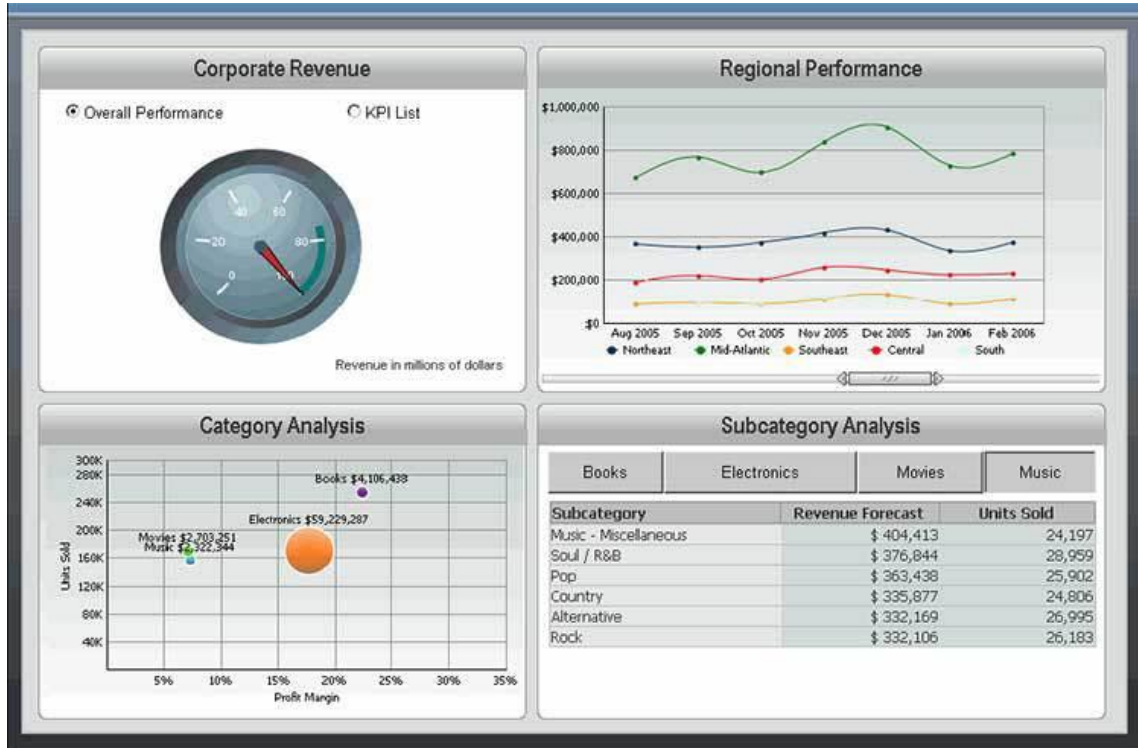 Corporate Revenue
Overall Performance
KPI List
40 60
20 80
0 100
Revenue in millions of dollars
Regional Performance
$1,000,000
$800,000
$600,000
$400,000
$200,000
$0
Aug 2005 Sep 2005 Oct 2005 Nov 2005 Dec 2005 Jan 2006 Feb 2006
Northeast Mid-Atlantic Southeast Central South
Category Analysis
300K
280K
240K
200K
160K
120K
80K
40K
Units Sold
Books $4,106,438
Electronics $59,229,287
Movies $2,703,251
Music $2,322,344
5% 10% 15% 20% 25% 30% 35%
Profit Margin
Subcategory Analysis
Books Electronics Movies Music
Subcategory Revenue Forecast Units Sold
Music - Miscellaneous $ 404,413 24,197
Soul / R&B $ 376,844 28,959
Pop $ 363,438 25,902
Country $ 335,877 24,806
Alternative $ 332,169 26,995
Rock $ 332,106 26,183